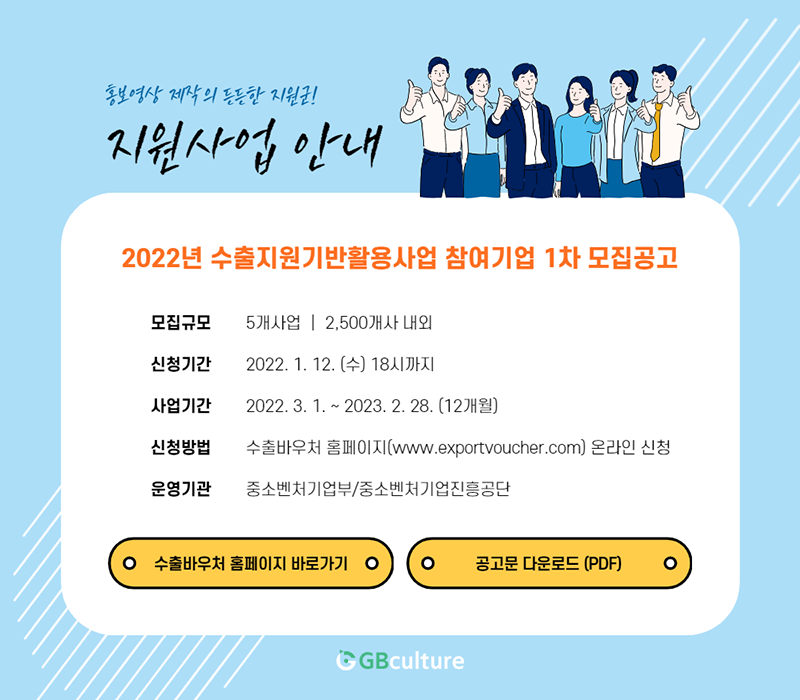 홍보영상 제작의 든든한 지원군!
지원사업 안내
2022년 수출지원기반활용사업 참여기업 1차 모집공고
모집규모 5개사업 | 2,500개사 내외
신청기간 2022. 1. 12. (수) 18시까지
사업기간 2022. 3. 1. ~ 2023. 2. 28. (12개월)
신청방법 수출바우처 홈페이지(www.exportvoucher.com) 온라인 신청
운영기관 중소벤처기업부/중소벤처기업진흥공단
수출바우처 홈페이지 바로가기 공고문 다운로드 (PDF)
GBculture